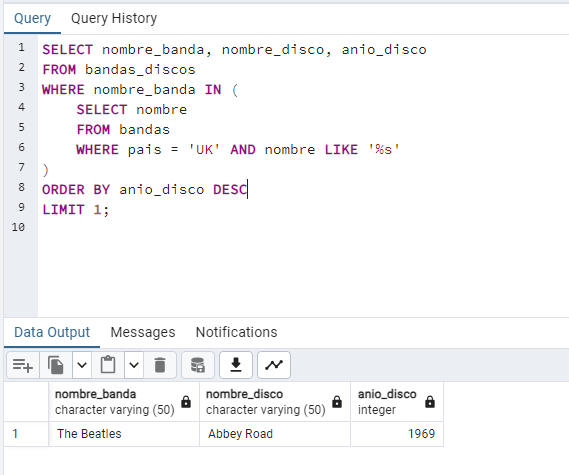 Query Query History
1 SELECT nombre_banda, nombre_disco, anio_disco
2 FROM bandas_discos
3 WHERE nombre_banda IN (
4 SELECT nombre
5 FROM bandas
6 WHERE pais = 'UK' AND nombre LIKE '%s'
7 )
8 ORDER BY anio_disco DESC
9 LIMIT 1;
10
Data Output Messages Notifications
nombre_banda nombre_disco anio_disco
character varying (50) character varying (50) integer
1 The Beatles Abbey Road 1969